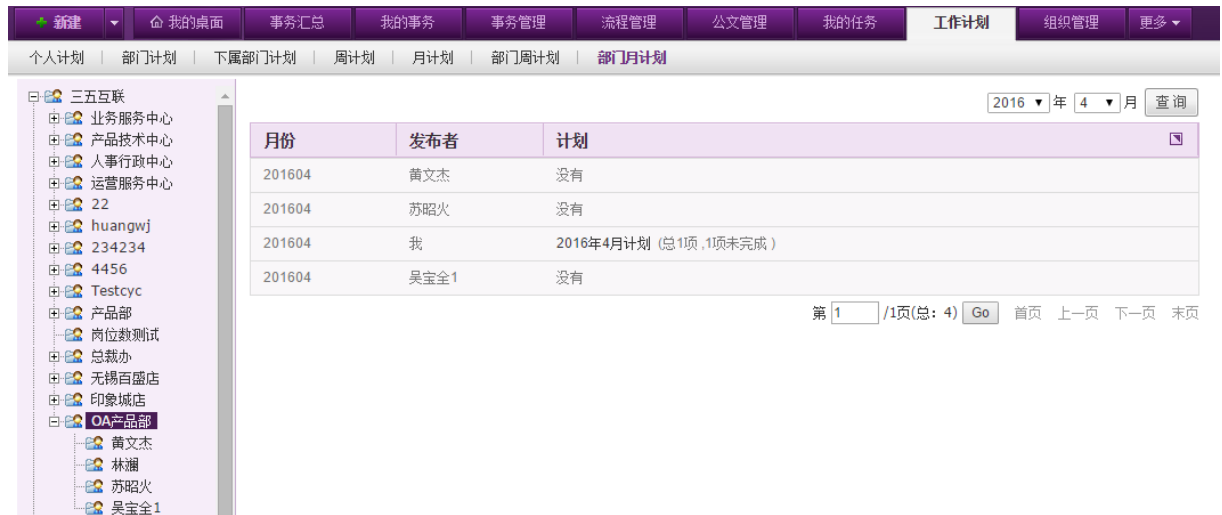 新建 我的桌面 事务汇总 我的事务 事务管理 流程管理 公文管理 我的任务 工作计划 组织管理 更多
个人计划 | 部门计划 | 下属部门计划 | 周计划 | 月计划 | 部门周计划 | 部门月计划
三五互联
业务服务中心
产品技术中心
人事行政中心
运营服务中心
22
huangwj
234234
4456
Testcyc
产品部
岗位数测试
总裁办
无锡百盛店
印象城店
OA产品部
黄文杰
林澜
苏昭火
吴宝全1
2016 年 4 月 查询
月份 发布者 计划
201604 黄文杰 没有
201604 苏昭火 没有
201604 我 2016年4月计划 (总1项 ,1项未完成 )
201604 吴宝全1 没有
第 1 /1页(总: 4) Go 首页 上一页 下一页 末页